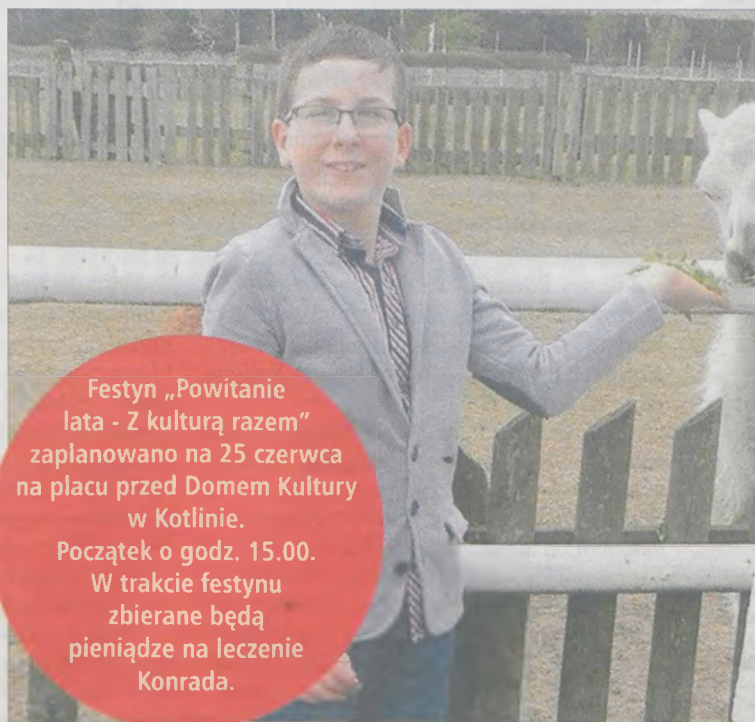 Festyn „Powitanie
lata - Z kulturą razem”
zaplanowano na 25 czerwca
na placu przed Domem Kultury
w Kotlinie.
Początek o godz. 15.00.
W trakcie festynu
zbierane będą
pieniądze na leczenie
Konrada.